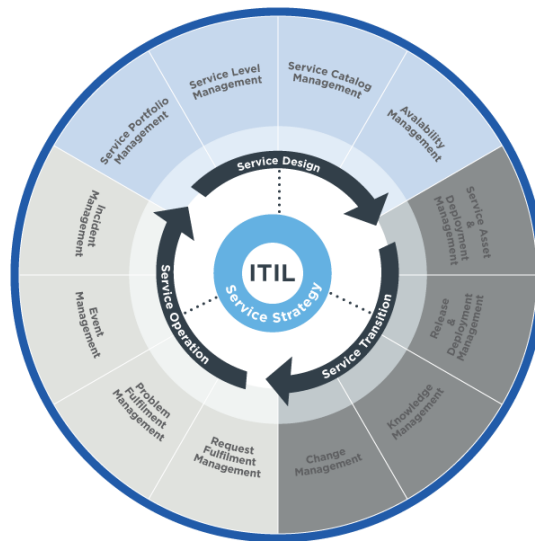 Service Portfolio
Management
Service Level
Management
Service Catalog
Management
Avalability
Management
Service Asset
&
Deployment
Management
Release
&
Deployment
Management
Knowledge
Management
Change
Management
Request
Fulfilment
Management
Problem
Fulfilment
Management
Event
Management
Incident
Management
Service Design
Service Transition
Service Operation
ITIL
Service Strategy